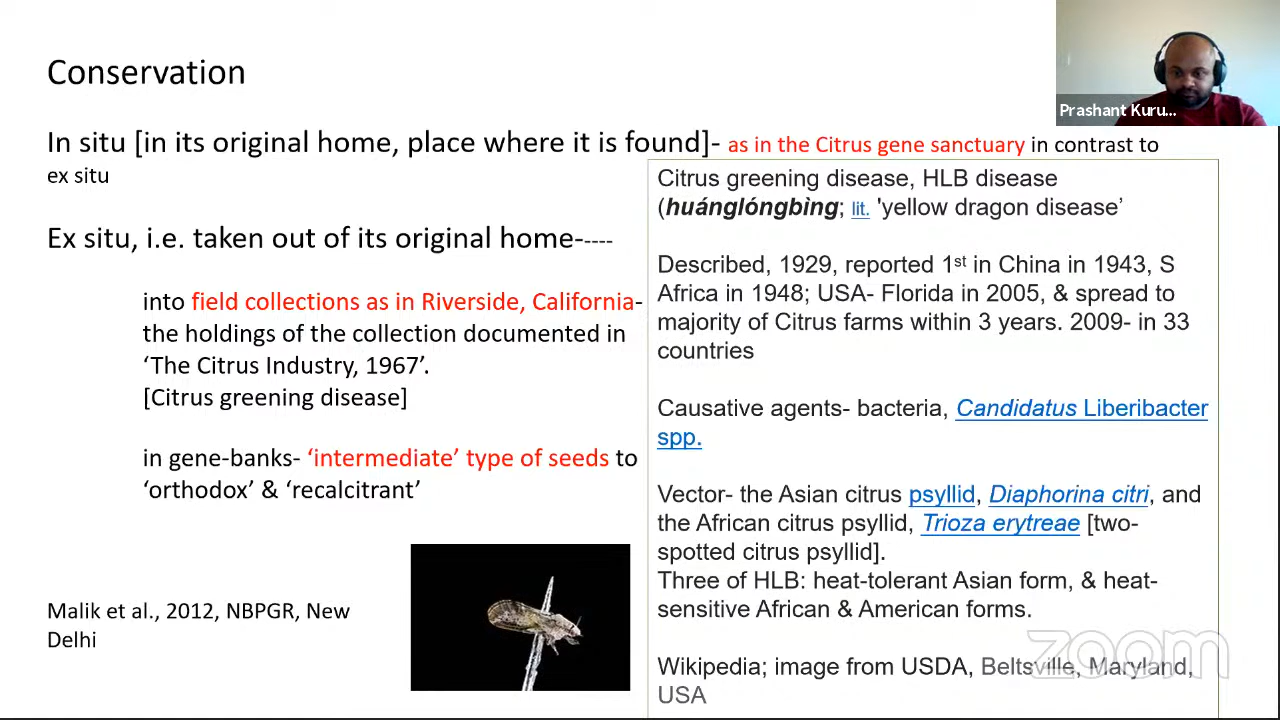 Conservation
Prashant Kuru...
In situ [in its original home, place where it is found]- as in the Citrus gene sanctuary in contrast to
ex situ
Ex situ, i.e. taken out of its original home-----
into field collections as in Riverside, California-
the holdings of the collection documented in
‘The Citrus Industry, 1967’.
[Citrus greening disease]
in gene-banks- ‘intermediate’ type of seeds to
‘orthodox’ & ‘recalcitrant’
Malik et al., 2012, NBPGR, New
Delhi
Citrus greening disease, HLB disease
(huánglóngbìng; lit. 'yellow dragon disease’
Described, 1929, reported 1st in China in 1943, S
Africa in 1948; USA- Florida in 2005, & spread to
majority of Citrus farms within 3 years. 2009- in 33
countries
Causative agents- bacteria, Candidatus Liberibacter
spp.
Vector- the Asian citrus psyllid, Diaphorina citri, and
the African citrus psyllid, Trioza erytreae [two-
spotted citrus psyllid].
Three of HLB: heat-tolerant Asian form, & heat-
sensitive African & American forms.
Wikipedia; image from USDA, Beltsville, Maryland,
USA
zoom